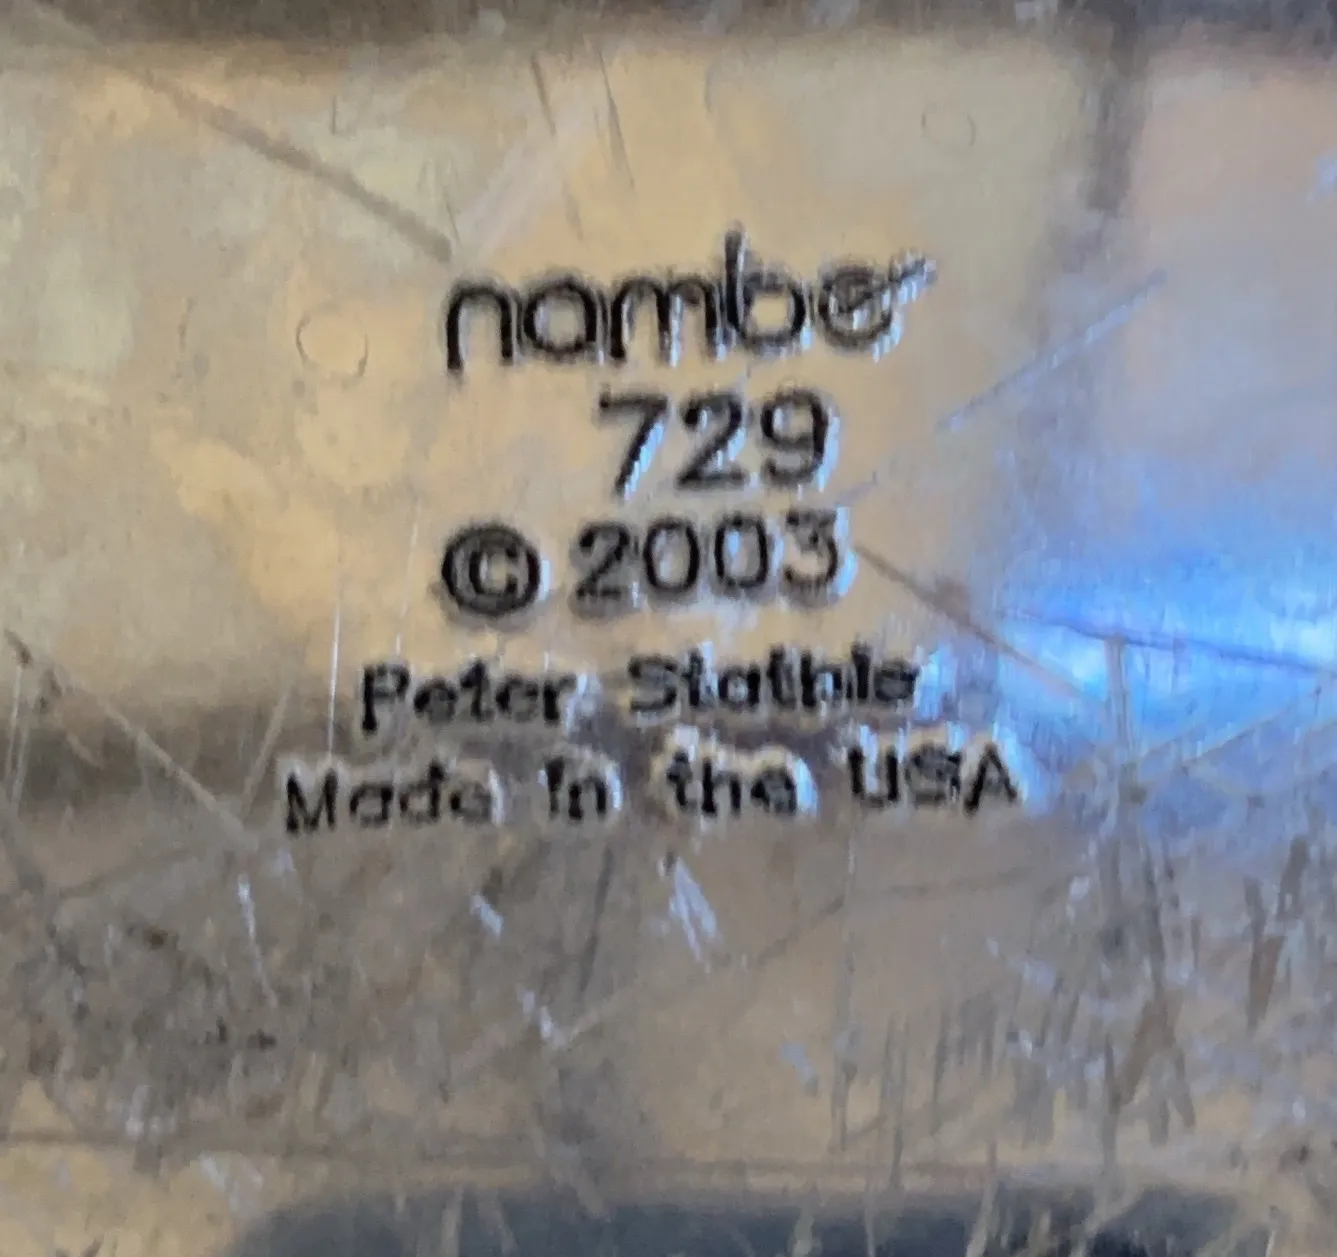 nambe
729
© 2003
Peter Stathis
Made in the USA